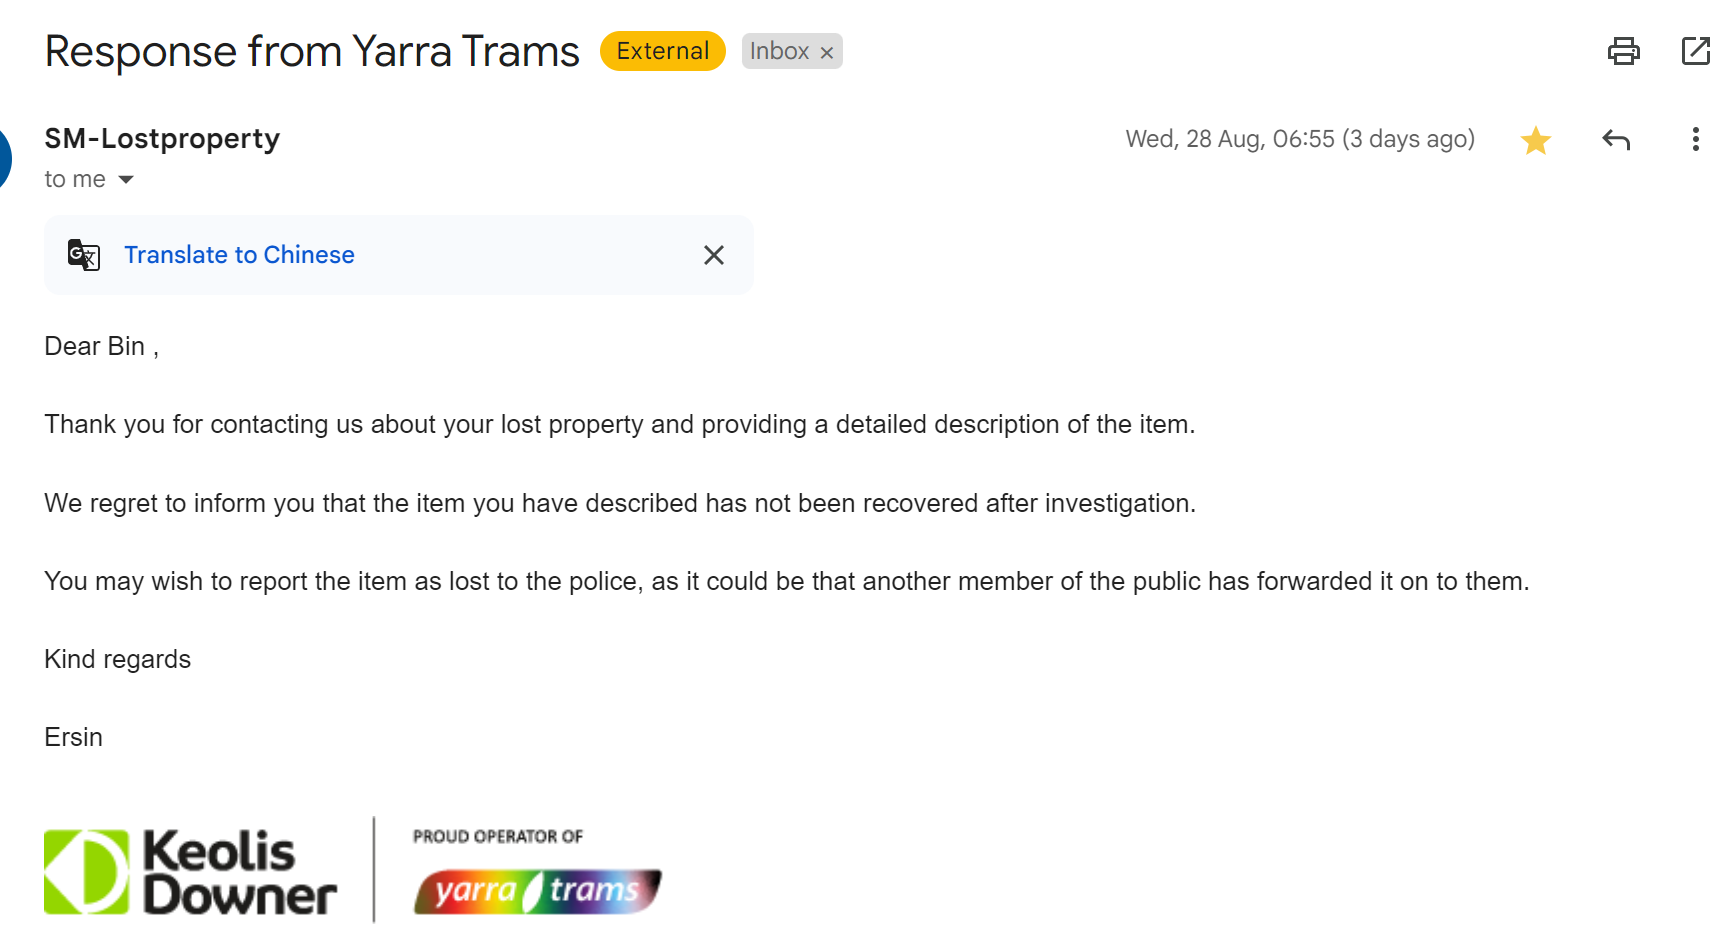 Response from Yarra Trams External Inbox ×
SM-Lostproperty
Wed, 28 Aug, 06:55 (3 days ago)
to me
Translate to Chinese
Dear Bin ,
Thank you for contacting us about your lost property and providing a detailed description of the item.
We regret to inform you that the item you have described has not been recovered after investigation.
You may wish to report the item as lost to the police, as it could be that another member of the public has forwarded it on to them.
Kind regards
Ersin
Keolis
Downer
PROUD OPERATOR OF
yarra trams